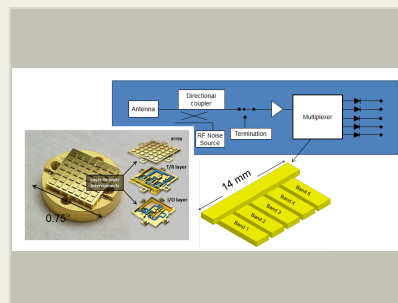 Directional
coupler
Antenna
RF Noise
Source
Termination
Multiplexer
array
T/R layer
Layer-to-layer
Interconnects
I/O layer
0.75"
14 mm
Band 1
Band 2
Band 3
Band 4
Band 5